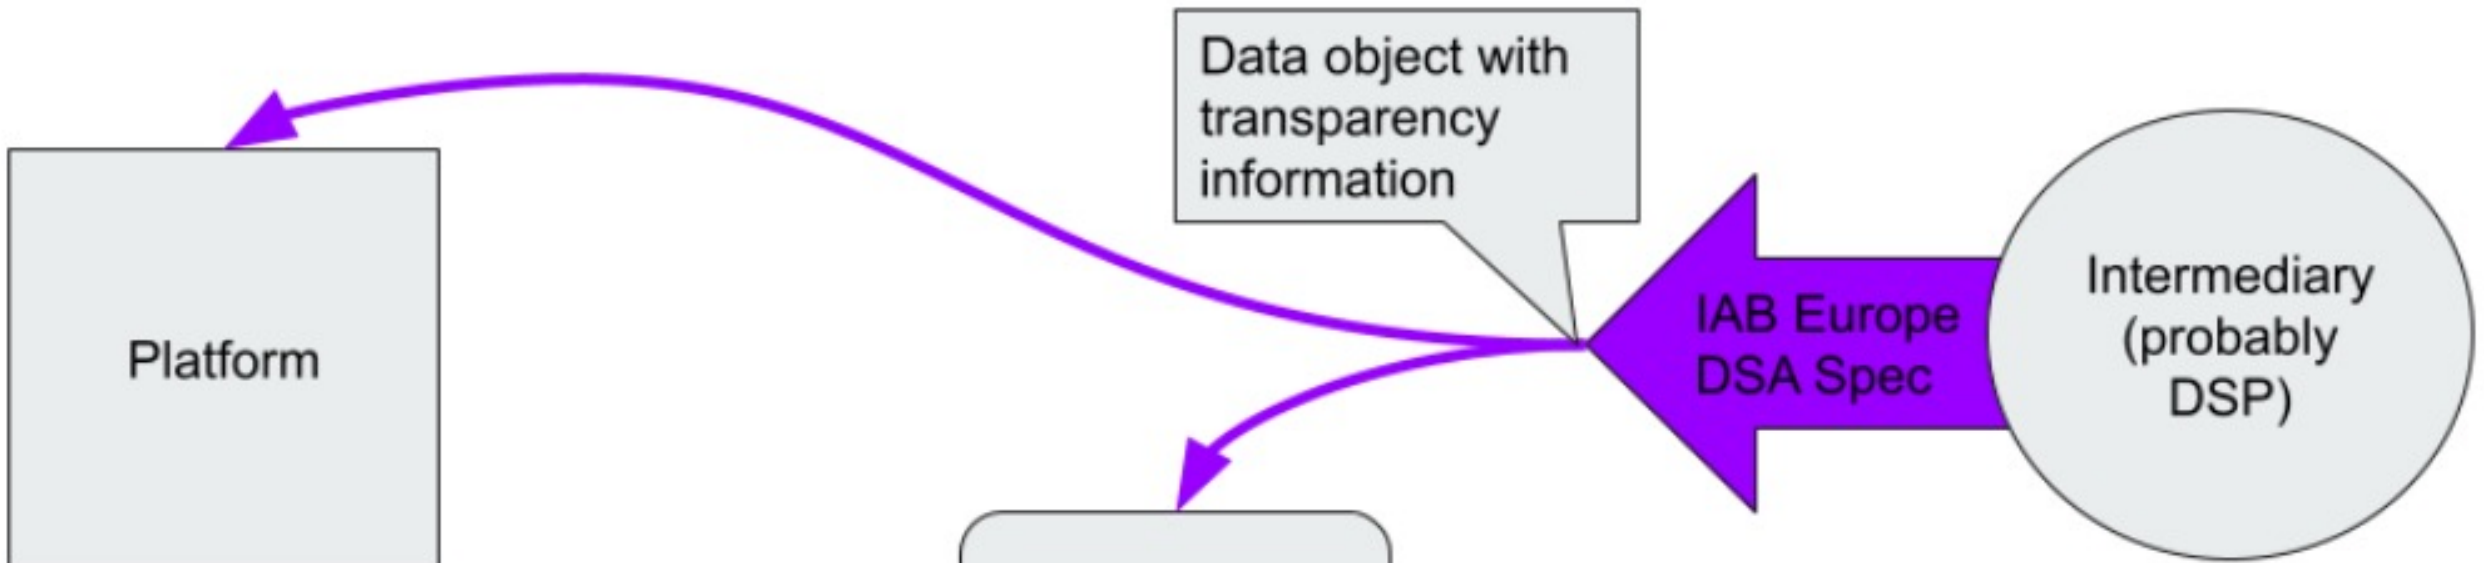 Data object with
transparency
information
Platform
IAB Europe
DSA Spec
Intermediary
(probably
DSP)